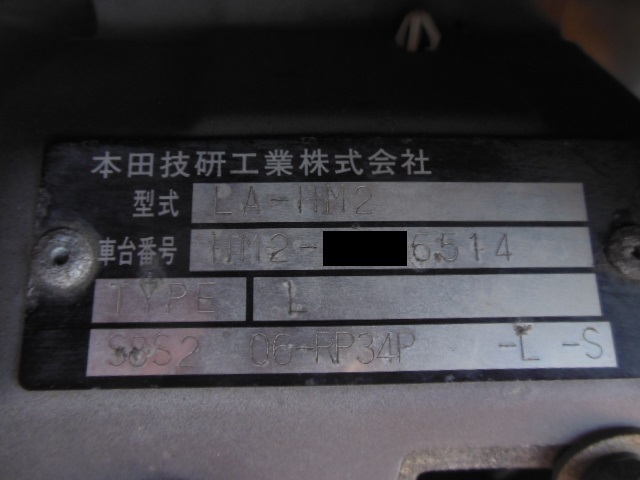 本田技研工業株式会社
型式 LA-HM2
車台番号 HM2- 6514
TYPE L
S8S2 06-RP34P -L -S